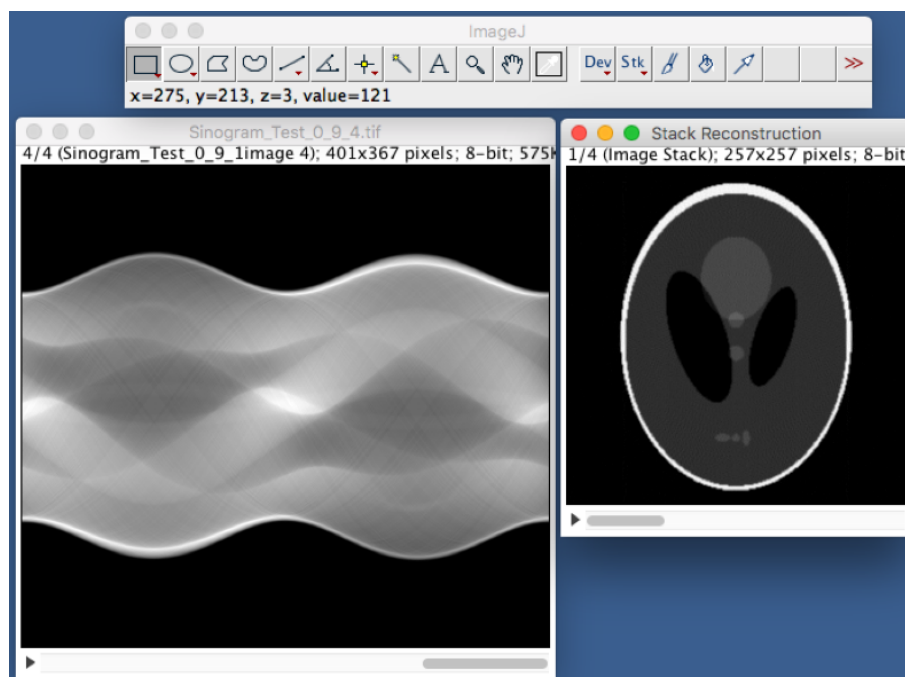 ImageJ
A Dev Stk >>
x=275, y=213, z=3, value=121
Sinogram_Test_0_9_4.tif
4/4 (Sinogram_Test_0_9_1image 4); 401x367 pixels; 8-bit; 575K
Stack Reconstruction
1/4 (Image Stack); 257x257 pixels; 8-bit